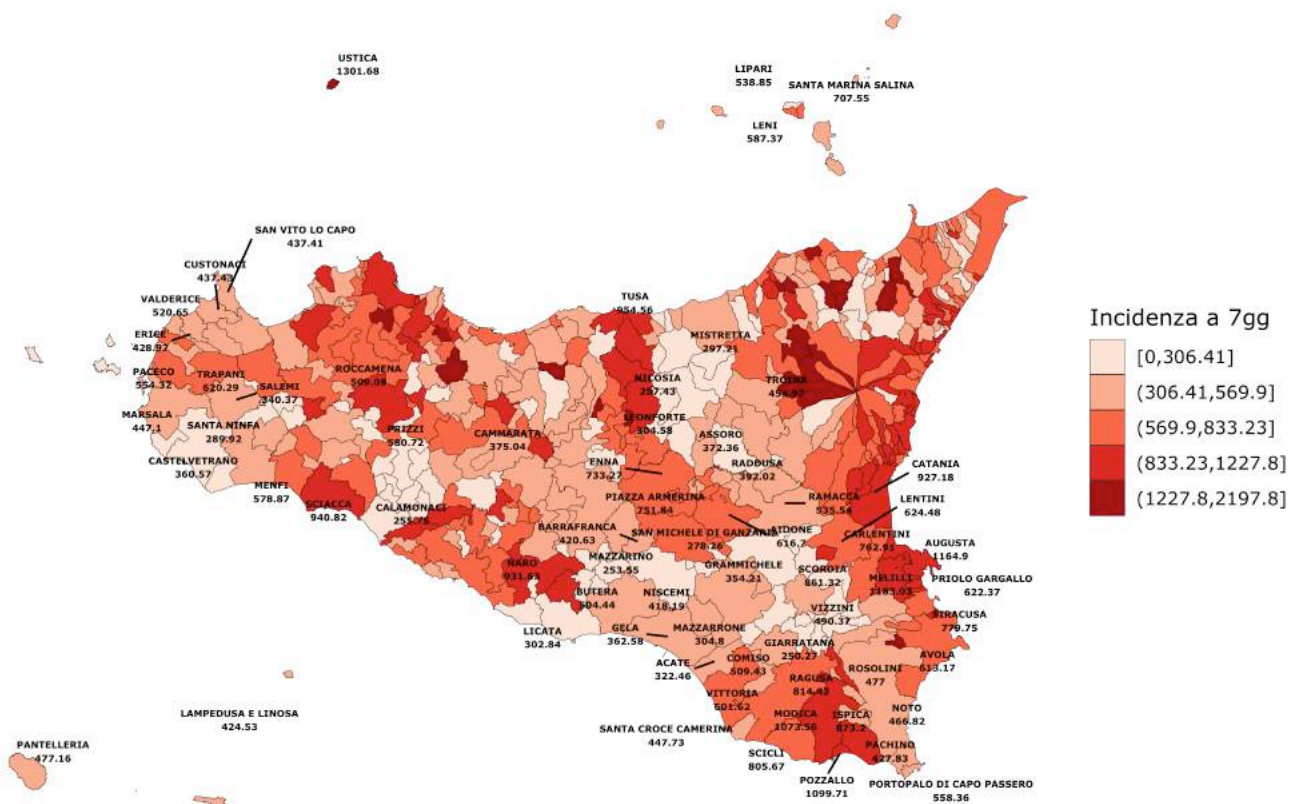 USTICA
1301.68
LIPARI
538.85
SANTA MARINA SALINA
707.55
LENI
587.37
SAN VITO LO CAPO
437.41
CUSTONACI
437.43
VALDERICE
520.65
ERICE
428.92
PACECO
554.32
TRAPANI
620.29
SALEMI
340.37
MARSALA
447.1
SANTA NINFA
289.92
CASTELVETRANO
360.57
MENFI
578.87
SCIACCA
940.82
ROCCAMENA
509.08
PRIZZI
580.72
CALAMONACI
CAMMARATA
375.04
TUSA
954.56
MISTRETTA
297.21
NICOSIA
257.43
TROINA
LEONFORTE
304.58
ASSORO
372.36
ENNA
733.27
RADDUSA
392.02
CATANIA
927.18
PIAZZA ARMERINA
751.84
RAMACCA
535.54
LENTINI
624.48
BARRAFRANCA
420.63
SAN MICHELE DI GANZARIA
278.26
AIDONE
616.7
CARLENTINI
762.91
AUGUSTA
1164.9
NARO
931.63
MAZZARINO
253.55
GRAMMICHELE
354.21
SCORDIA
861.32
MELILLI
1185.03
PRIOLO GARGALLO
622.37
BUTERA
504.44
NISCEMI
418.19
VIZZINI
490.37
SIRACUSA
779.75
LICATA
302.84
GELA
362.58
MAZZARRONE
304.8
GIARRATANA
250.27
AVOLA
613.17
ACATE
322.46
COMISO
509.43
ROSOLINI
477
RAGUSA
814.42
VITTORIA
601.62
MODICA
1073.56
ISPICA
873.2
NOTO
466.82
LAMPEDUSA E LINOSA
424.53
SANTA CROCE CAMERINA
447.73
PANTELLERIA
477.16
SCICLI
805.67
PACHINO
427.83
POZZALLO
1099.71
PORTOPALO DI CAPO PASSERO
558.36
Incidenza a 7gg
[0,306.41]
(306.41,569.9]
(569.9,833.23]
(833.23,1227.8]
(1227.8,2197.8]